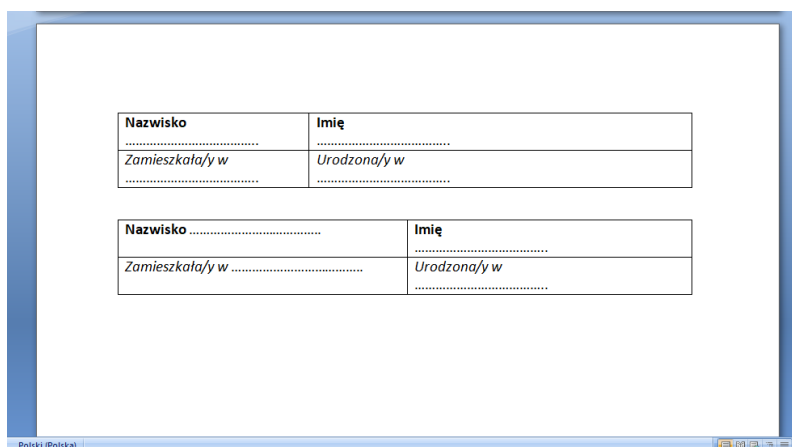 Nazwisko Imię
……………………………….. ………………………………..
Zamieszkała/y w Urodzona/y w
……………………………….. ………………………………..
Nazwisko ……………………………….. Imię
………………………………..
Zamieszkała/y w ……………………………….. Urodzona/y w
………………………………..
Polski (Polska)